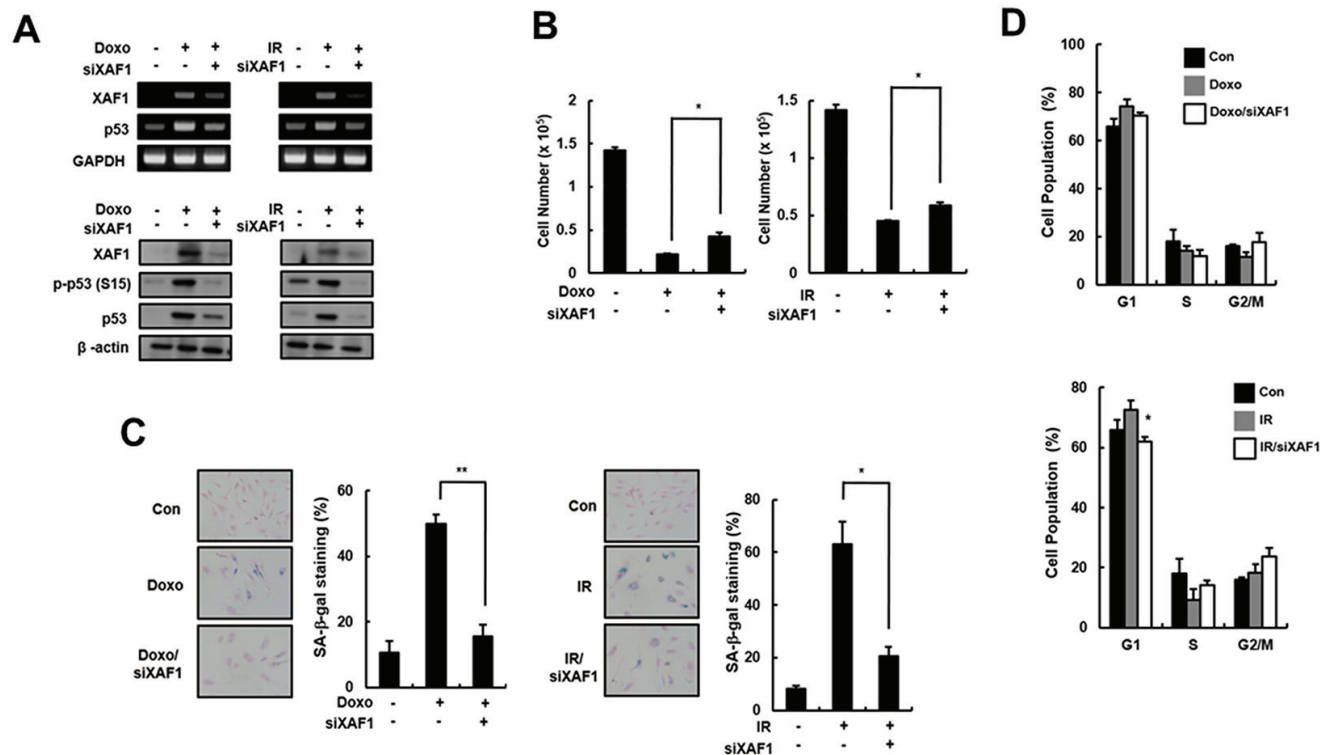 A
Doxo - + +
siXAF1 - - +
XAF1
p53
GAPDH
IR - + +
siXAF1 - - +
Doxo - + +
siXAF1 - - +
XAF1
p-p53 (S15)
p53
β -actin
IR - + +
siXAF1 - - +
B
Cell Number (x 10⁵)
2
1.5
1
0.5
0
*
Doxo - + +
siXAF1 - - +
Cell Number (x 10⁵)
1.5
1
0.5
0
*
IR - + +
siXAF1 - - +
C
Con
Doxo
Doxo/
siXAF1
SA-β-gal staining (%)
60
40
20
0
**
Doxo - + +
siXAF1 - - +
Con
IR
IR/
siXAF1
SA-β-gal staining (%)
80
60
40
20
0
*
IR - + +
siXAF1 - - +
D
Cell Population (%)
100
80
60
40
20
0
Con
Doxo
Doxo/siXAF1
G1 S G2/M
Cell Population (%)
80
60
40
20
0
*
Con
IR
IR/siXAF1
G1 S G2/M